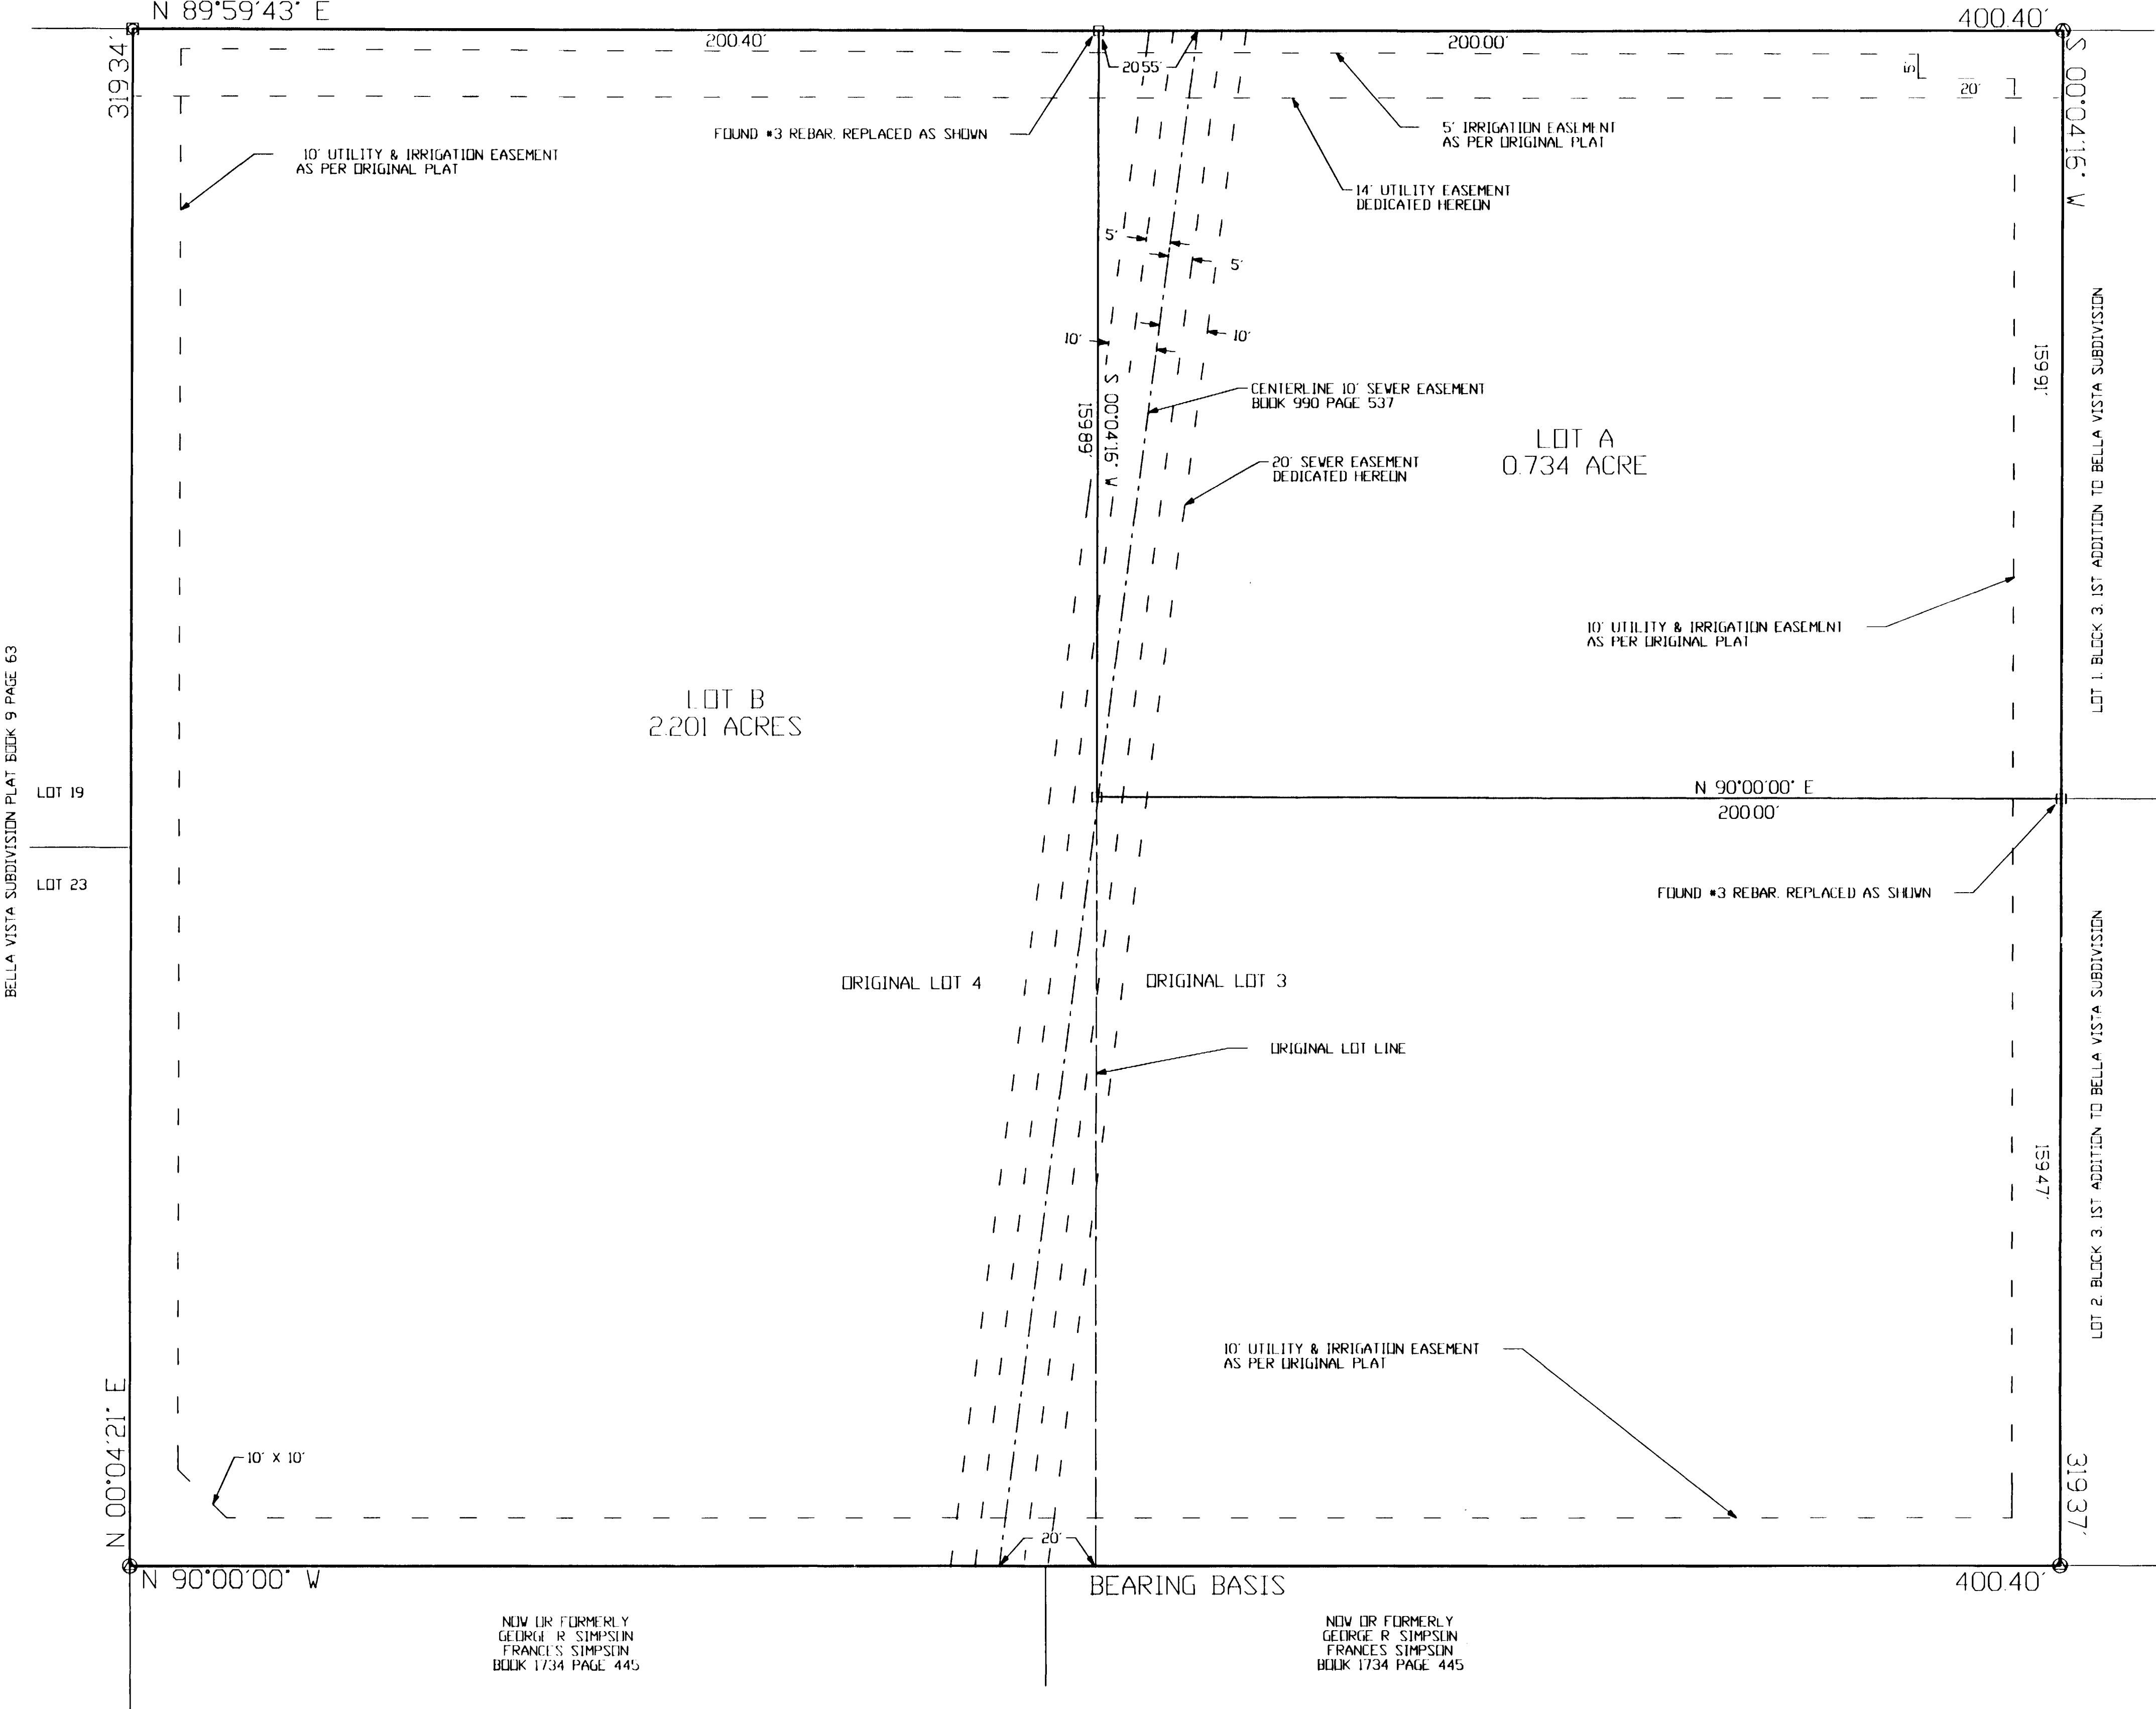 N 89°59'43" E
400.40'
200.40'
200.00'
20.55'
319.34'
S 00°04'16" W
5'
20'
FOUND #3 REBAR. REPLACED AS SHOWN
5' IRRIGATION EASEMENT
AS PER ORIGINAL PLAT
10' UTILITY & IRRIGATION EASEMENT
AS PER ORIGINAL PLAT
14' UTILITY EASEMENT
DEDICATED HEREON
5'
5'
10'
10'
CENTERLINE 10' SEWER EASEMENT
BOOK 990 PAGE 537
S 00°04'15" W
159.89'
159.91'
LOT A
0.734 ACRE
20' SEWER EASEMENT
DEDICATED HEREON
LOT 1. BLOCK 3. 1ST ADDITION TO BELLA VISTA SUBDIVISION
10' UTILITY & IRRIGATION EASEMENT
AS PER ORIGINAL PLAT
LOT B
2.201 ACRES
BELLA VISTA SUBDIVISION PLAT BOOK 9 PAGE 63
LOT 19
LOT 23
N 90°00'00" E
200.00'
FOUND #3 REBAR. REPLACED AS SHOWN
ORIGINAL LOT 4
ORIGINAL LOT 3
ORIGINAL LOT LINE
LOT 2. BLOCK 3. 1ST ADDITION TO BELLA VISTA SUBDIVISION
159.47'
10' UTILITY & IRRIGATION EASEMENT
AS PER ORIGINAL PLAT
N 00°04'21" E
10' X 10'
319.37'
20'
N 90°00'00" W
BEARING BASIS
400.40'
NOW OR FORMERLY
GEORGE R SIMPSON
FRANCES SIMPSON
BOOK 1734 PAGE 445
NOW OR FORMERLY
GEORGE R SIMPSON
FRANCES SIMPSON
BOOK 1734 PAGE 445